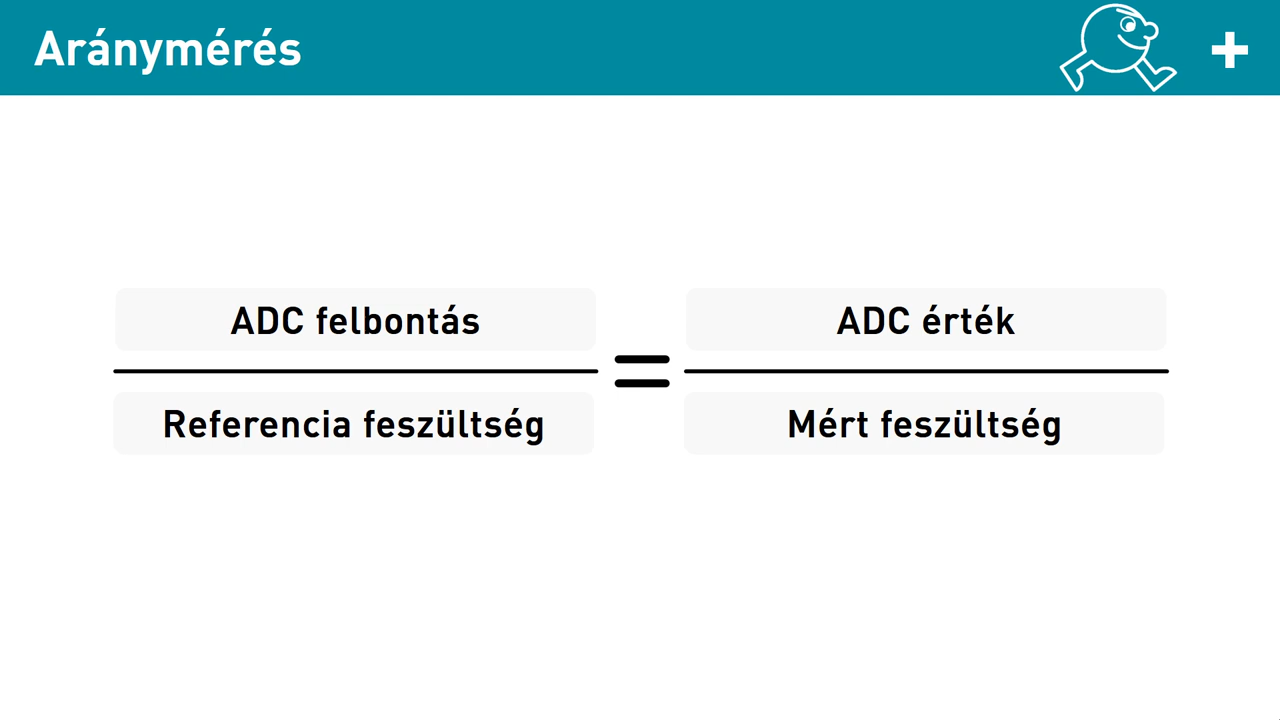 Aránymérés
ADC felbontás
Referencia feszültség
=
ADC érték
Mért feszültség